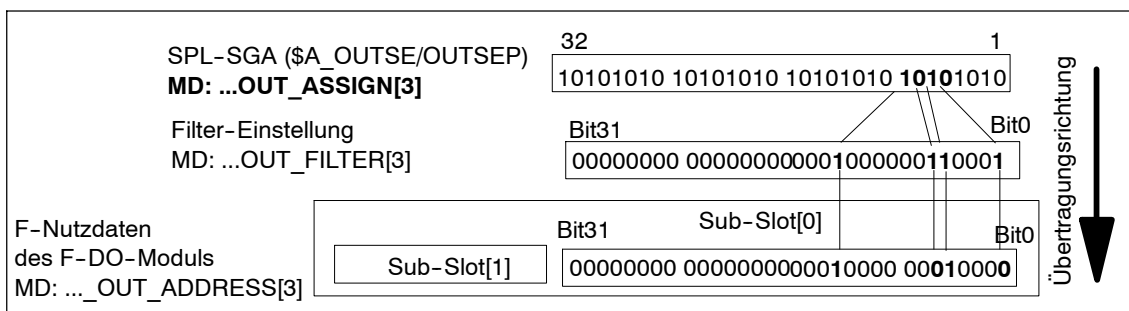 32 1
SPL-SGA ($A_OUTSE/OUTSEP)
10101010 10101010 10101010 10101010
MD: ...OUT_ASSIGN[3]
Filter-Einstellung
Bit31 Bit0
MD: ...OUT_FILTER[3]
00000000 000000000001000000110001
Übertragungsrichtung
F-Nutzdaten
des F-DO-Moduls
MD: ..._OUT_ADDRESS[3]
Sub-Slot[0]
Bit31 Bit0
Sub-Slot[1]
00000000 000000000010000 00010000